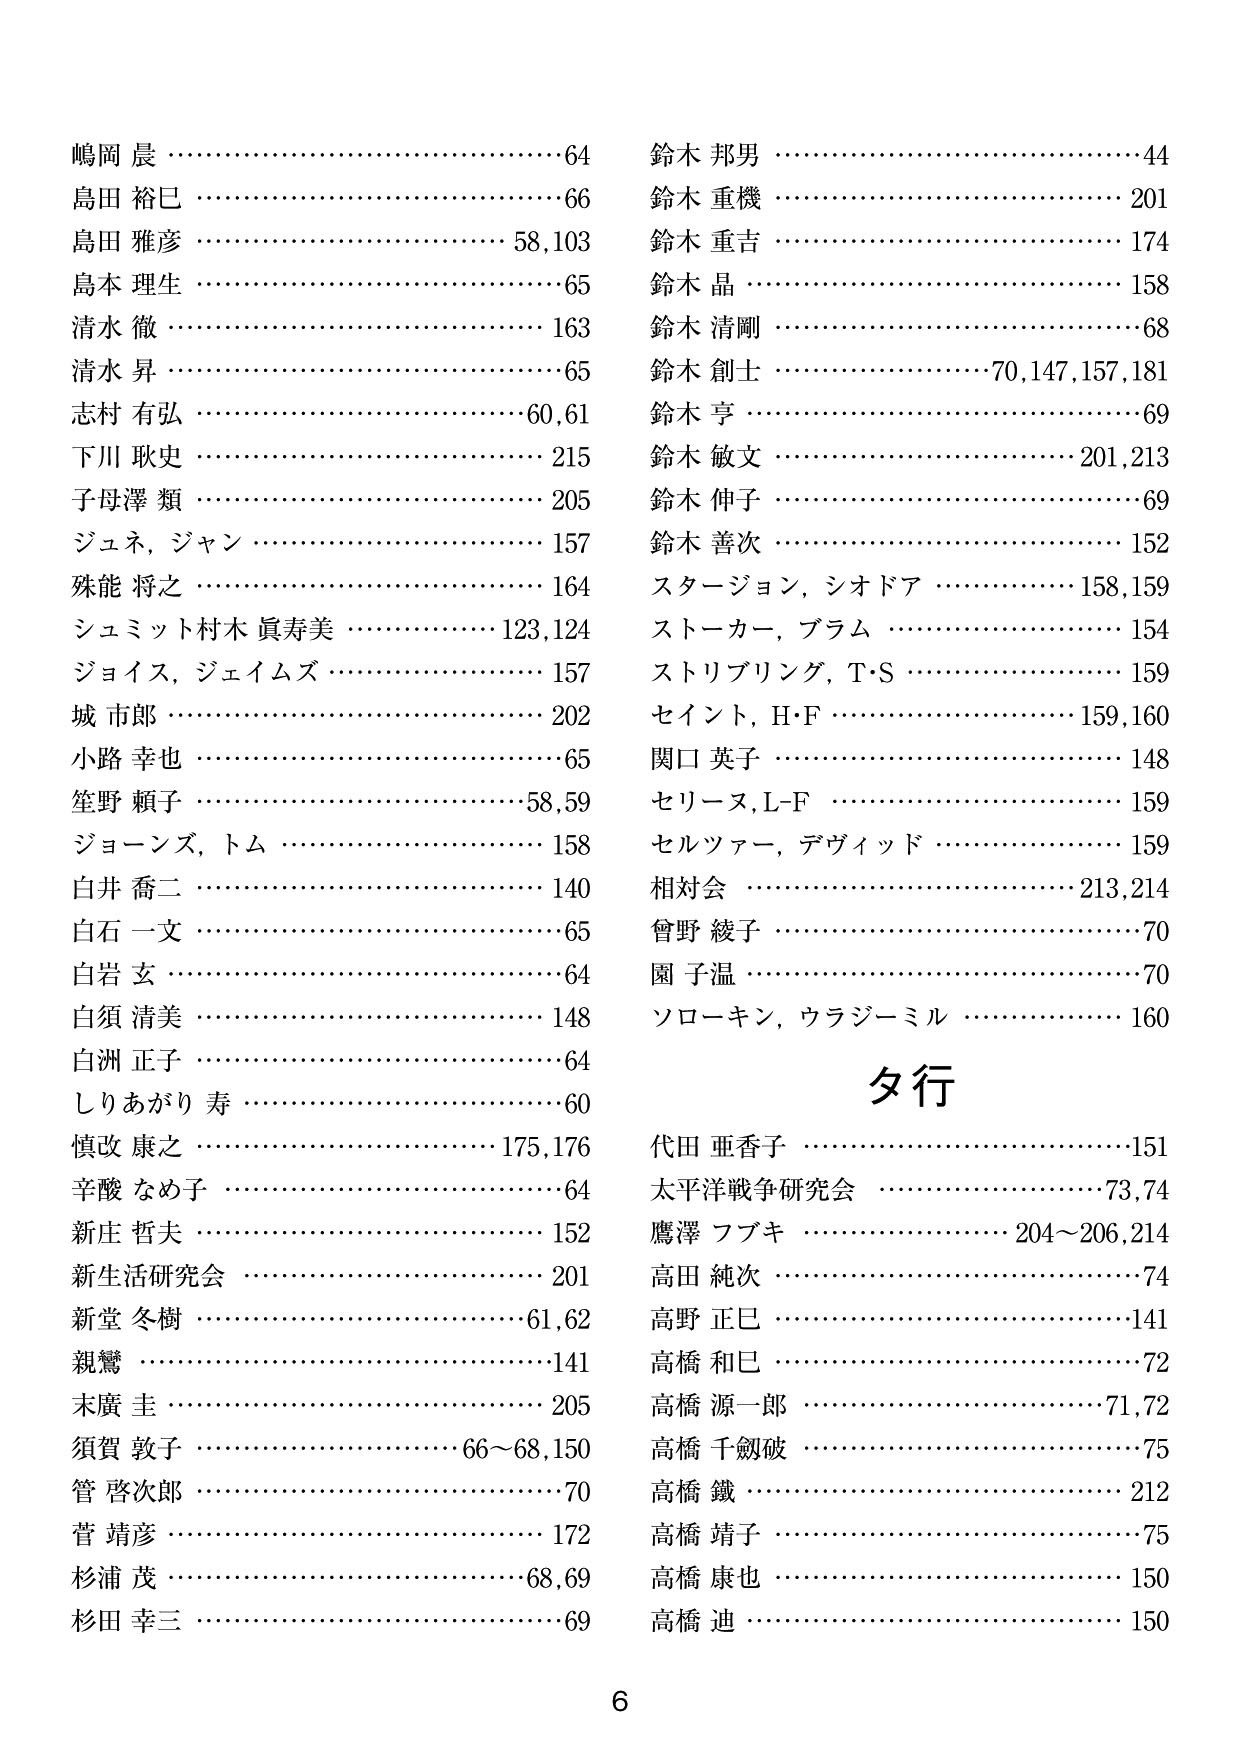 嶋岡 晨 ……………………………………64
島田 裕巳 …………………………………66
島田 雅彦 …………………………… 58,103
島本 理生 …………………………………65
清水 徹 ………………………………… 163
清水 昇 ……………………………………65
志村 有弘 ………………………………60,61
下川 耿史 ……………………………… 215
子母澤 類 ……………………………… 205
ジュネ, ジャン ………………………… 157
殊能 将之 ……………………………… 164
シュミット村木 眞寿美 …………… 123,124
ジョイス, ジェイムズ ………………… 157
城 市郎 ………………………………… 202
小路 幸也 …………………………………65
笙野 頼子 ………………………………58,59
ジョーンズ, トム ……………………… 158
白井 喬二 ……………………………… 140
白石 一文 …………………………………65
白岩 玄 ……………………………………64
白須 清美 ……………………………… 148
白洲 正子 …………………………………64
しりあがり 寿 ……………………………60
慎改 康之 ………………………… 175,176
辛酸 なめ子 ………………………………64
新庄 哲夫 ……………………………… 152
新生活研究会 ………………………… 201
新堂 冬樹 ………………………………61,62
親鸞 ………………………………………141
末廣 圭 ………………………………… 205
須賀 敦子 ………………………66〜68,150
管 啓次郎 …………………………………70
菅 靖彦 ………………………………… 172
杉浦 茂 …………………………………68,69
杉田 幸三 …………………………………69
鈴木 邦男 …………………………………44
鈴木 重機 ……………………………… 201
鈴木 重吉 ……………………………… 174
鈴木 晶 ………………………………… 158
鈴木 清剛 …………………………………68
鈴木 創士 …………………70,147,157,181
鈴木 亨 ……………………………………69
鈴木 敏文 …………………………201,213
鈴木 伸子 …………………………………69
鈴木 善次 ……………………………… 152
スタージョン, シオドア ……………158,159
ストーカー, ブラム …………………… 154
ストリブリング, T・S ………………… 159
セイント, H・F ………………………159,160
関口 英子 ……………………………… 148
セリーヌ,L−F ………………………… 159
セルツァー, デヴィッド ……………… 159
相対会 ……………………………213,214
曾野 綾子 …………………………………70
園 子温 ……………………………………70
ソローキン, ウラジーミル …………… 160
タ行
代田 亜香子 ……………………………151
太平洋戦争研究会 ……………………73,74
鷹澤 フブキ ………………… 204〜206,214
高田 純次 …………………………………74
高野 正巳 ………………………………141
高橋 和巳 …………………………………72
高橋 源一郎 ……………………………71,72
高橋 千劔破 ………………………………75
高橋 鐵 ………………………………… 212
高橋 靖子 …………………………………75
高橋 康也 ……………………………… 150
高橋 迪 ………………………………… 150
6